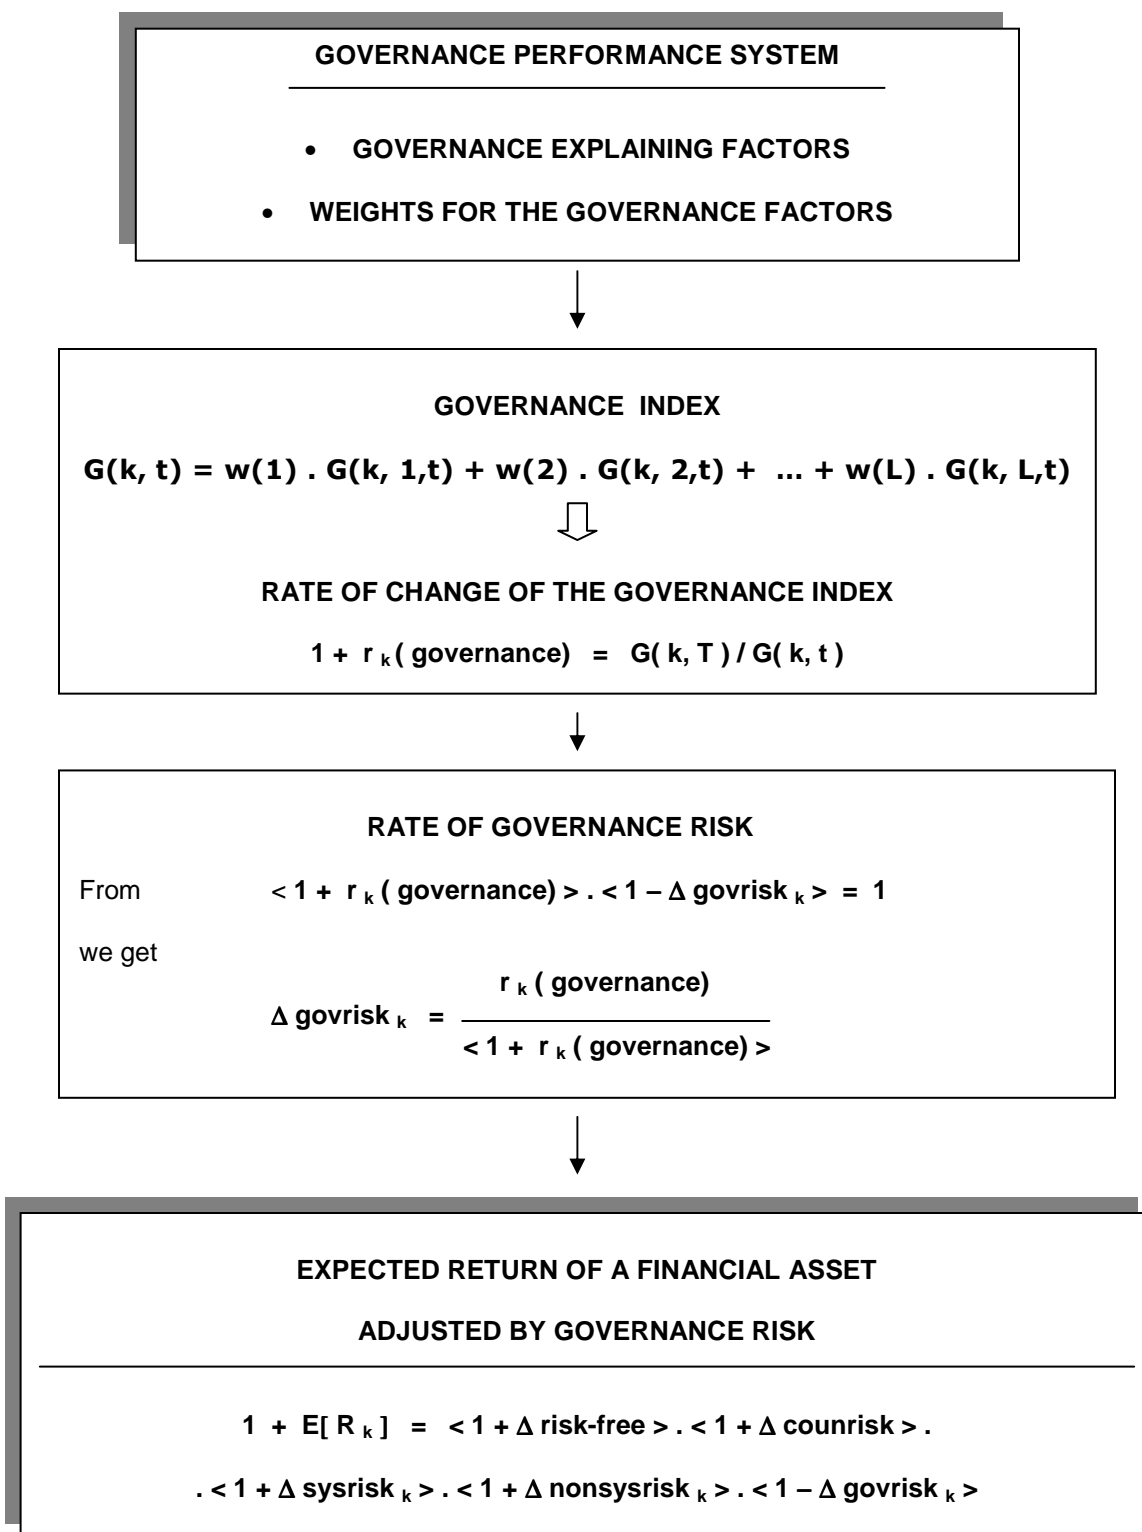 GOVERNANCE PERFORMANCE SYSTEM
• GOVERNANCE EXPLAINING FACTORS
• WEIGHTS FOR THE GOVERNANCE FACTORS
GOVERNANCE INDEX
G(k, t) = w(1) . G(k, 1,t) + w(2) . G(k, 2,t) + ... + w(L) . G(k, L,t)
RATE OF CHANGE OF THE GOVERNANCE INDEX
1 + r k ( governance) = G( k, T ) / G( k, t )
RATE OF GOVERNANCE RISK
From < 1 + r k ( governance) > . < 1 – Δ govrisk k > = 1
we get
r k ( governance)
Δ govrisk k =
< 1 + r k ( governance) >
EXPECTED RETURN OF A FINANCIAL ASSET
ADJUSTED BY GOVERNANCE RISK
1 + E[ R k ] = < 1 + Δ risk-free > . < 1 + Δ counrisk > .
. < 1 + Δ sysrisk k > . < 1 + Δ nonsysrisk k > . < 1 – Δ govrisk k >